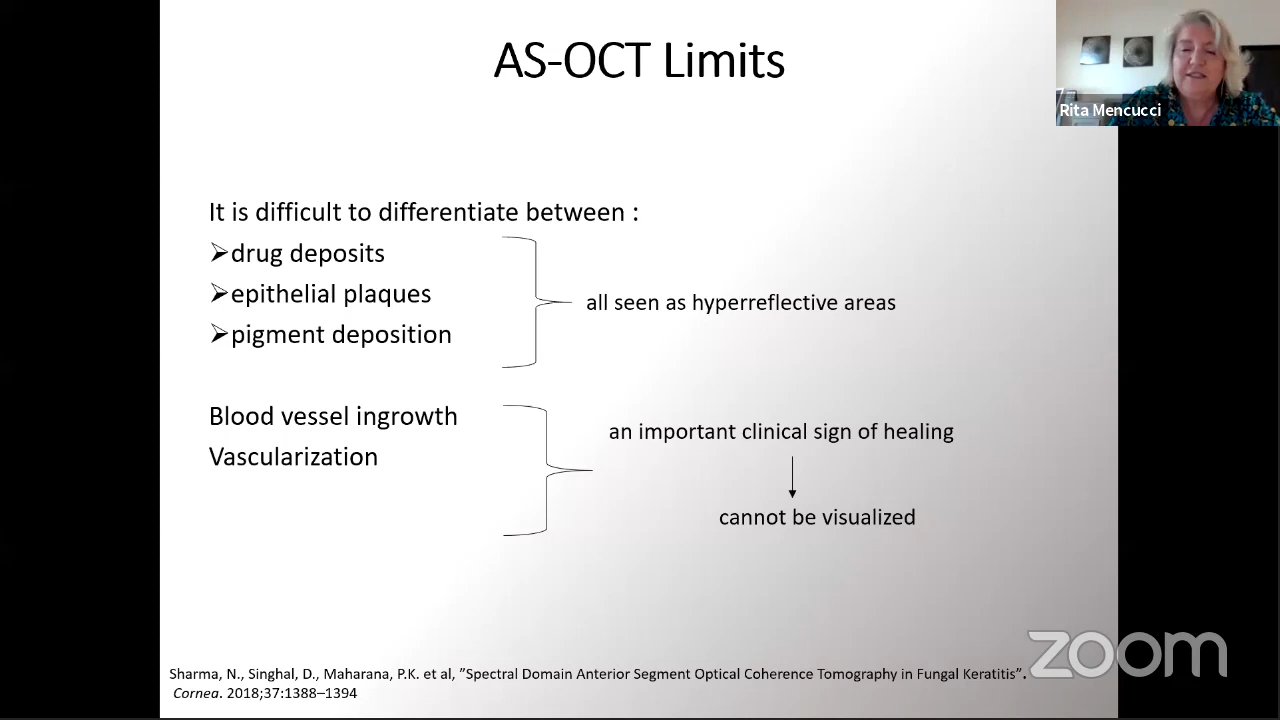 AS-OCT Limits
Rita Mencucci
It is difficult to differentiate between :
➢drug deposits
➢epithelial plaques
➢pigment deposition
all seen as hyperreflective areas
Blood vessel ingrowth
Vascularization
an important clinical sign of healing
cannot be visualized
Sharma, N., Singhal, D., Maharana, P.K. et al, ”Spectral Domain Anterior Segment Optical Coherence Tomography in Fungal Keratitis”.
Cornea. 2018;37:1388–1394
zoom